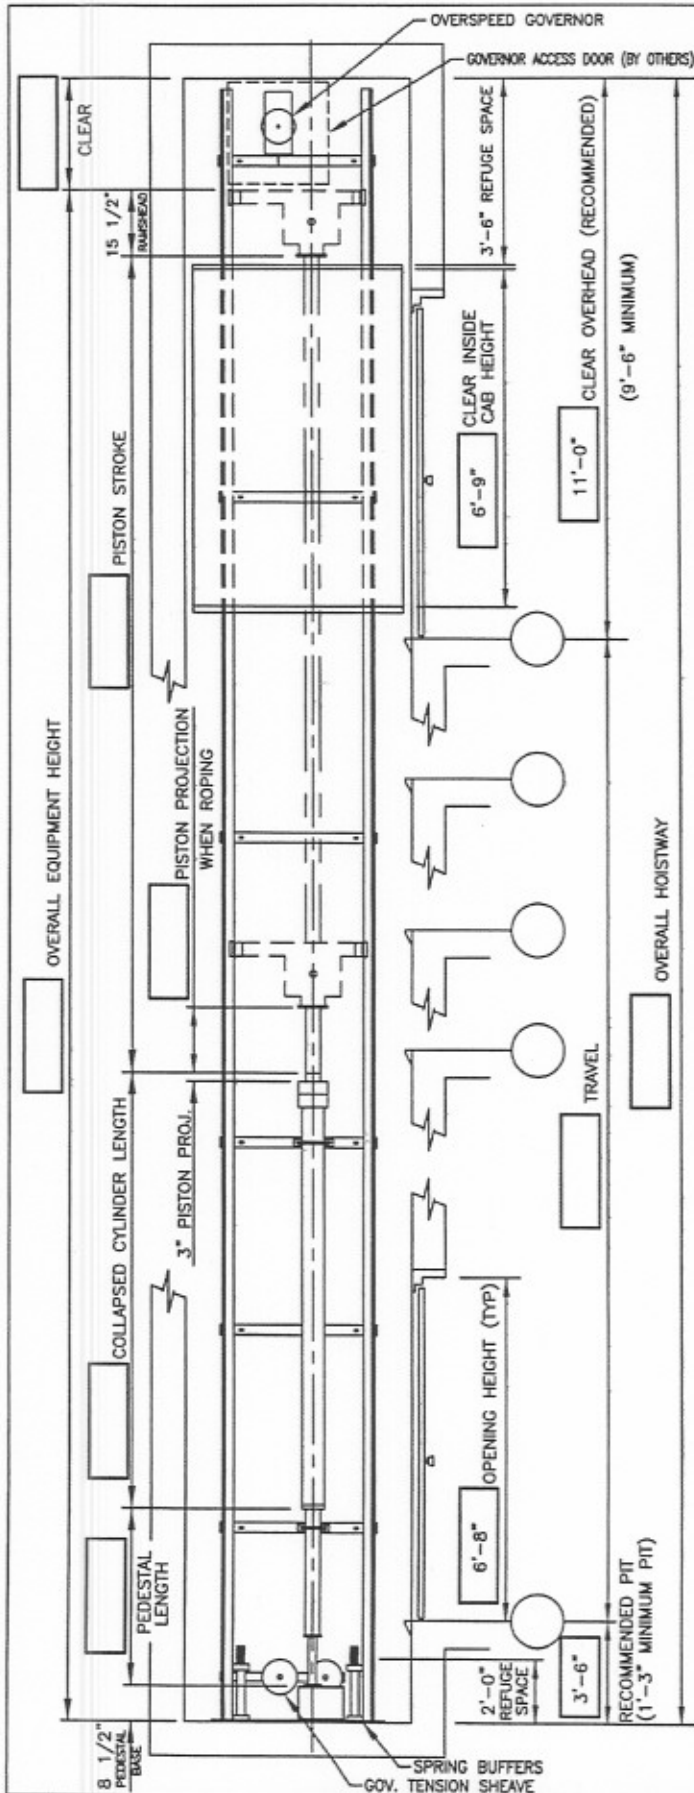 OVERSPEED GOVERNOR
GOVERNOR ACCESS DOOR (BY OTHERS)
CLEAR
15 1/2"
RAMSHEAD
3'-6" REFUGE SPACE
PISTON STROKE
CLEAR INSIDE
CAB HEIGHT
6'-9"
CLEAR OVERHEAD (RECOMMENDED)
11'-0"
(9'-6" MINIMUM)
OVERALL EQUIPMENT HEIGHT
PISTON PROJECTION
WHEN ROPING
COLLAPSED CYLINDER LENGTH
3" PISTON PROJ.
TRAVEL
OVERALL HOISTWAY
PEDESTAL
LENGTH
OPENING HEIGHT (TYP)
6'-8"
8 1/2"
PEDESTAL
BASE
2'-0"
REFUGE
SPACE
3'-6"
RECOMMENDED PIT
(1'-3" MINIMUM PIT)
SPRING BUFFERS
GOV. TENSION SHEAVE